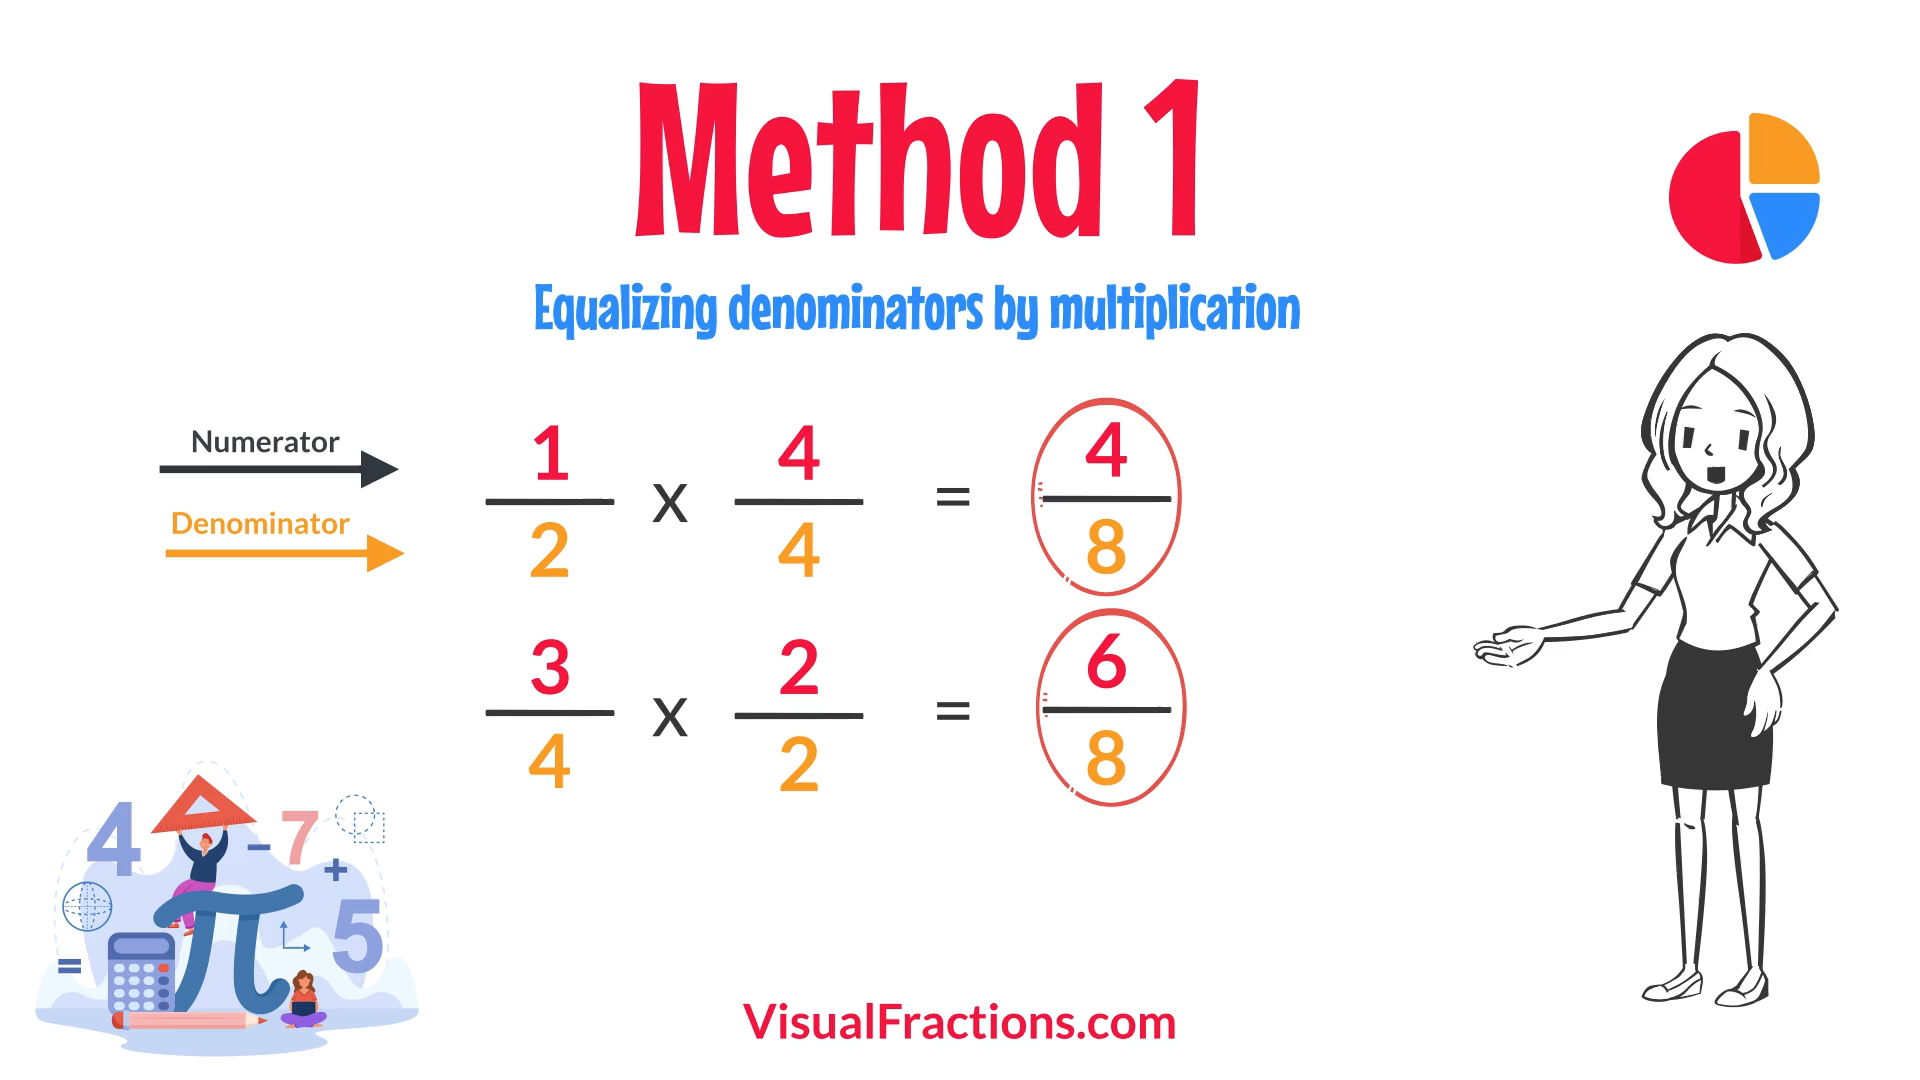 Method 1
Equalizing denominators by multiplication
Numerator
Denominator
1 4 4
x =
2 4 8
3 2 6
x =
4 2 8
4 - 7 +
5
=
π
VisualFractions.com